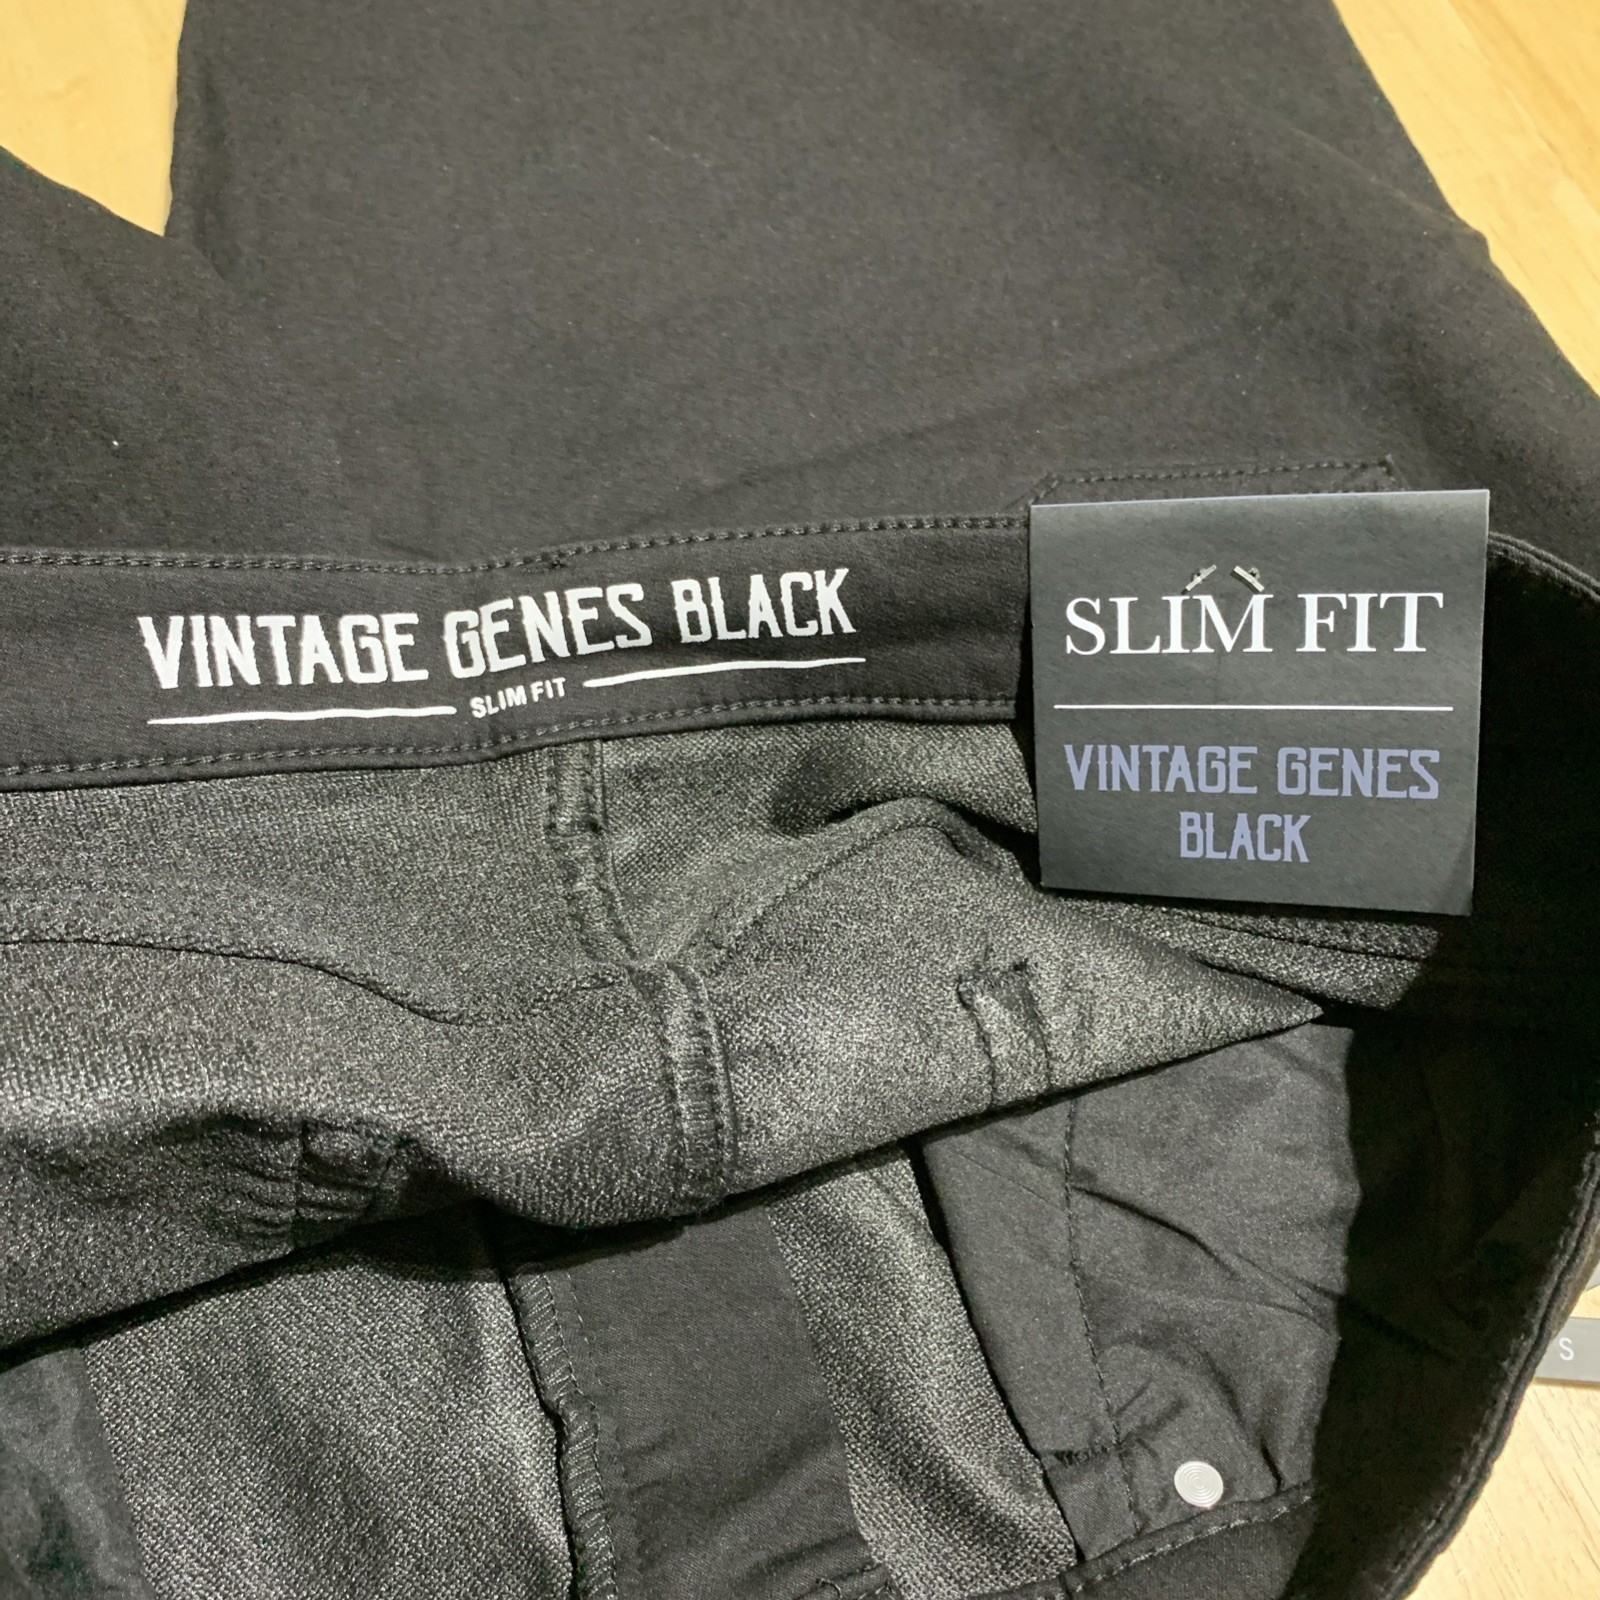 VINTAGE GENES BLACK
SLIM FIT
SLIM FIT
VINTAGE GENES
BLACK
S